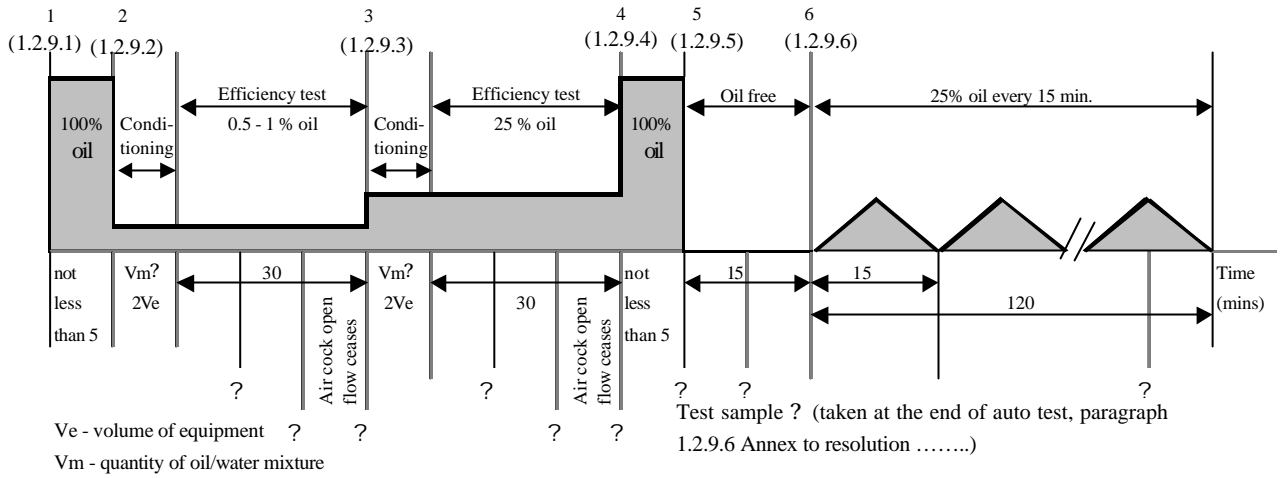 1 2 3 4 5 6
(1.2.9.1) (1.2.9.2) (1.2.9.3) (1.2.9.4) (1.2.9.5) (1.2.9.6)
100%
oil
Condi-
tioning
Efficiency test
0.5 - 1 % oil
Condi-
tioning
Efficiency test
25 % oil
100%
oil
Oil free
25% oil every 15 min.
not
less
than 5
Vm?
2Ve
30
Air cock open
flow ceases
Vm?
2Ve
30
Air cock open
flow ceases
not
less
than 5
15
15
120
Time
(mins)
? ? ? ? ?
? ? ? ?
Ve - volume of equipment
Vm - quantity of oil/water mixture
Test sample ? (taken at the end of auto test, paragraph
1.2.9.6 Annex to resolution ……..)